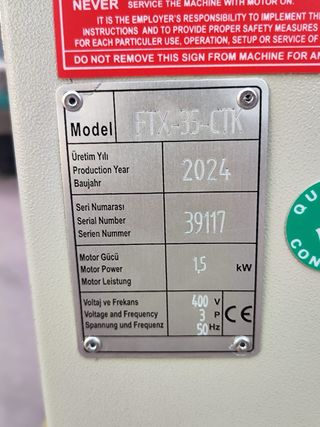 NEVER SERVICE THE MACHINE WITH MOTOR ON.
IT IS THE EMPLOYER'S RESPONSIBILITY TO IMPLEMENT THE
INSTRUCTIONS AND TO PROVIDE PROPER SAFETY MEASURES
FOR EACH PARTICULER USE, OPERATION, SETUP OR SERVICE OF
DO NOT REMOVE THIS SIGN FROM MACHINE FOR AN
Model FTX-35-CTK
Üretim Yılı
Production Year 2024
Baujahr
Seri Numarası
Serial Number 39117
Serien Nummer
Motor Gücü
Motor Power 1,5 kW
Motor Leistung
Voltaj ve Frekans 400 V
Voltage and Frequency 3 P CE
Spannung und Frequenz 50 Hz
QU
CON